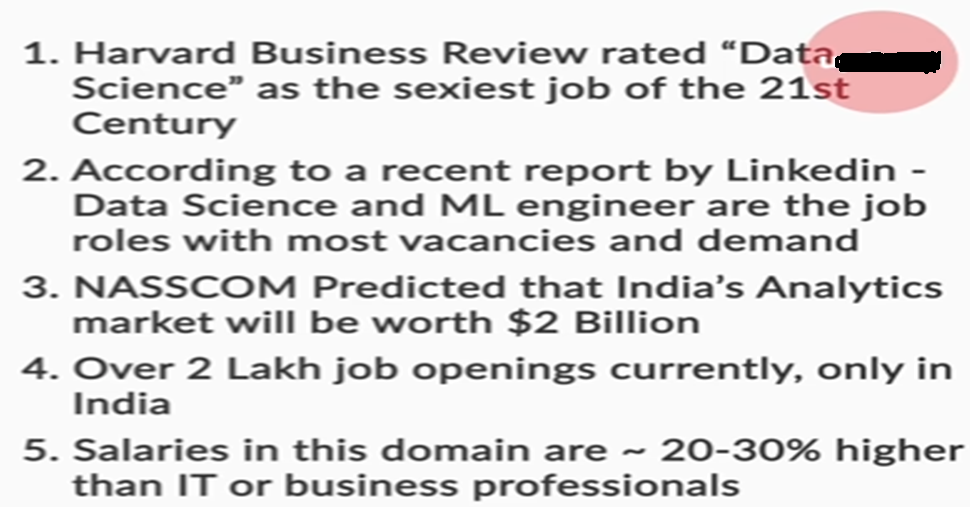 1. Harvard Business Review rated “Data
Science” as the sexiest job of the 21st
Century
2. According to a recent report by Linkedin -
Data Science and ML engineer are the job
roles with most vacancies and demand
3. NASSCOM Predicted that India’s Analytics
market will be worth $2 Billion
4. Over 2 Lakh job openings currently, only in
India
5. Salaries in this domain are ~ 20-30% higher
than IT or business professionals